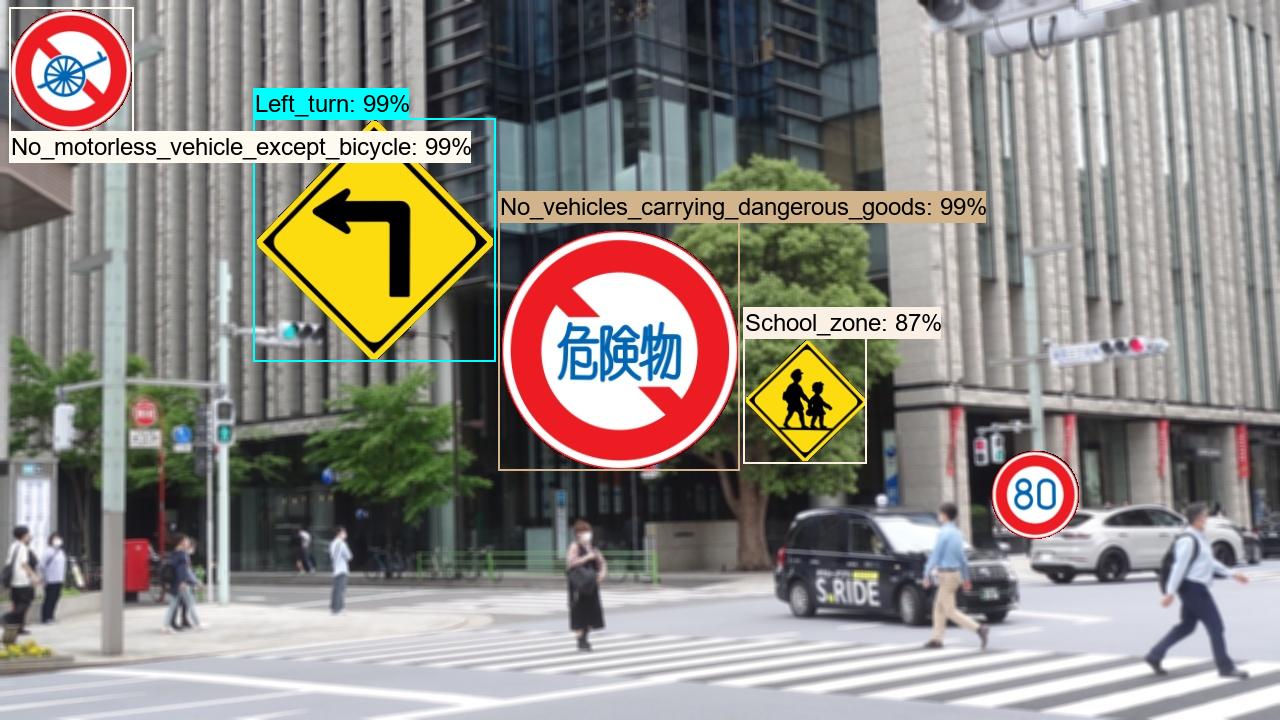 Left_turn: 99%
No_motorless_vehicle_except_bicycle: 99%
No_vehicles_carrying_dangerous_goods: 99%
危険物
School_zone: 87%
80
S.RIDE